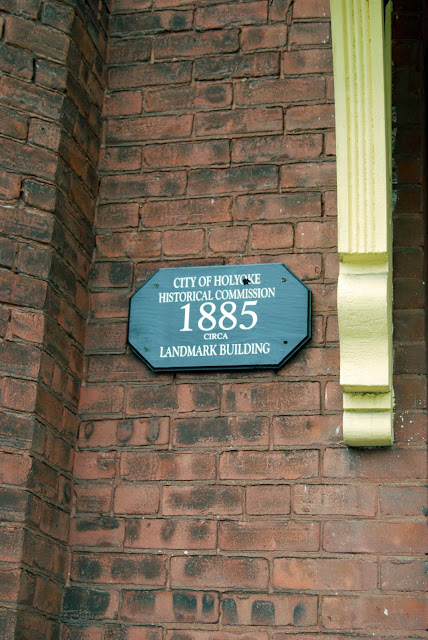 CITY OF HOLYOKE
HISTORICAL COMMISSION
1885
CIRCA
LANDMARK BUILDING